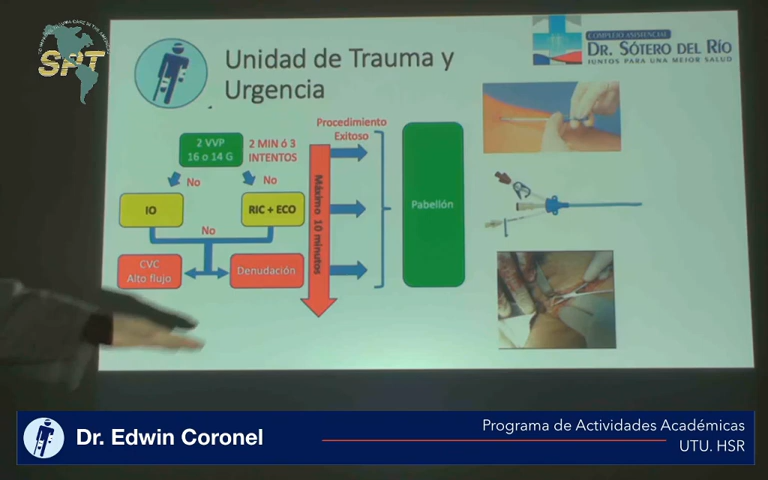 SPT
Unidad de Trauma y
Urgencia
COMPLEJO ASISTENCIAL
DR. SÓTERO DEL RÍO
JUNTOS PARA UNA MEJOR SALUD
2 VVP
16 o 14 G
2 MIN ó 3
INTENTOS
Procedimiento
Exitoso
No
No
IO
RIC + ECO
No
CVC
Alto flujo
Denudación
Máximo 10 minutos
Pabellón
Dr. Edwin Coronel
Programa de Actividades Académicas
UTU. HSR